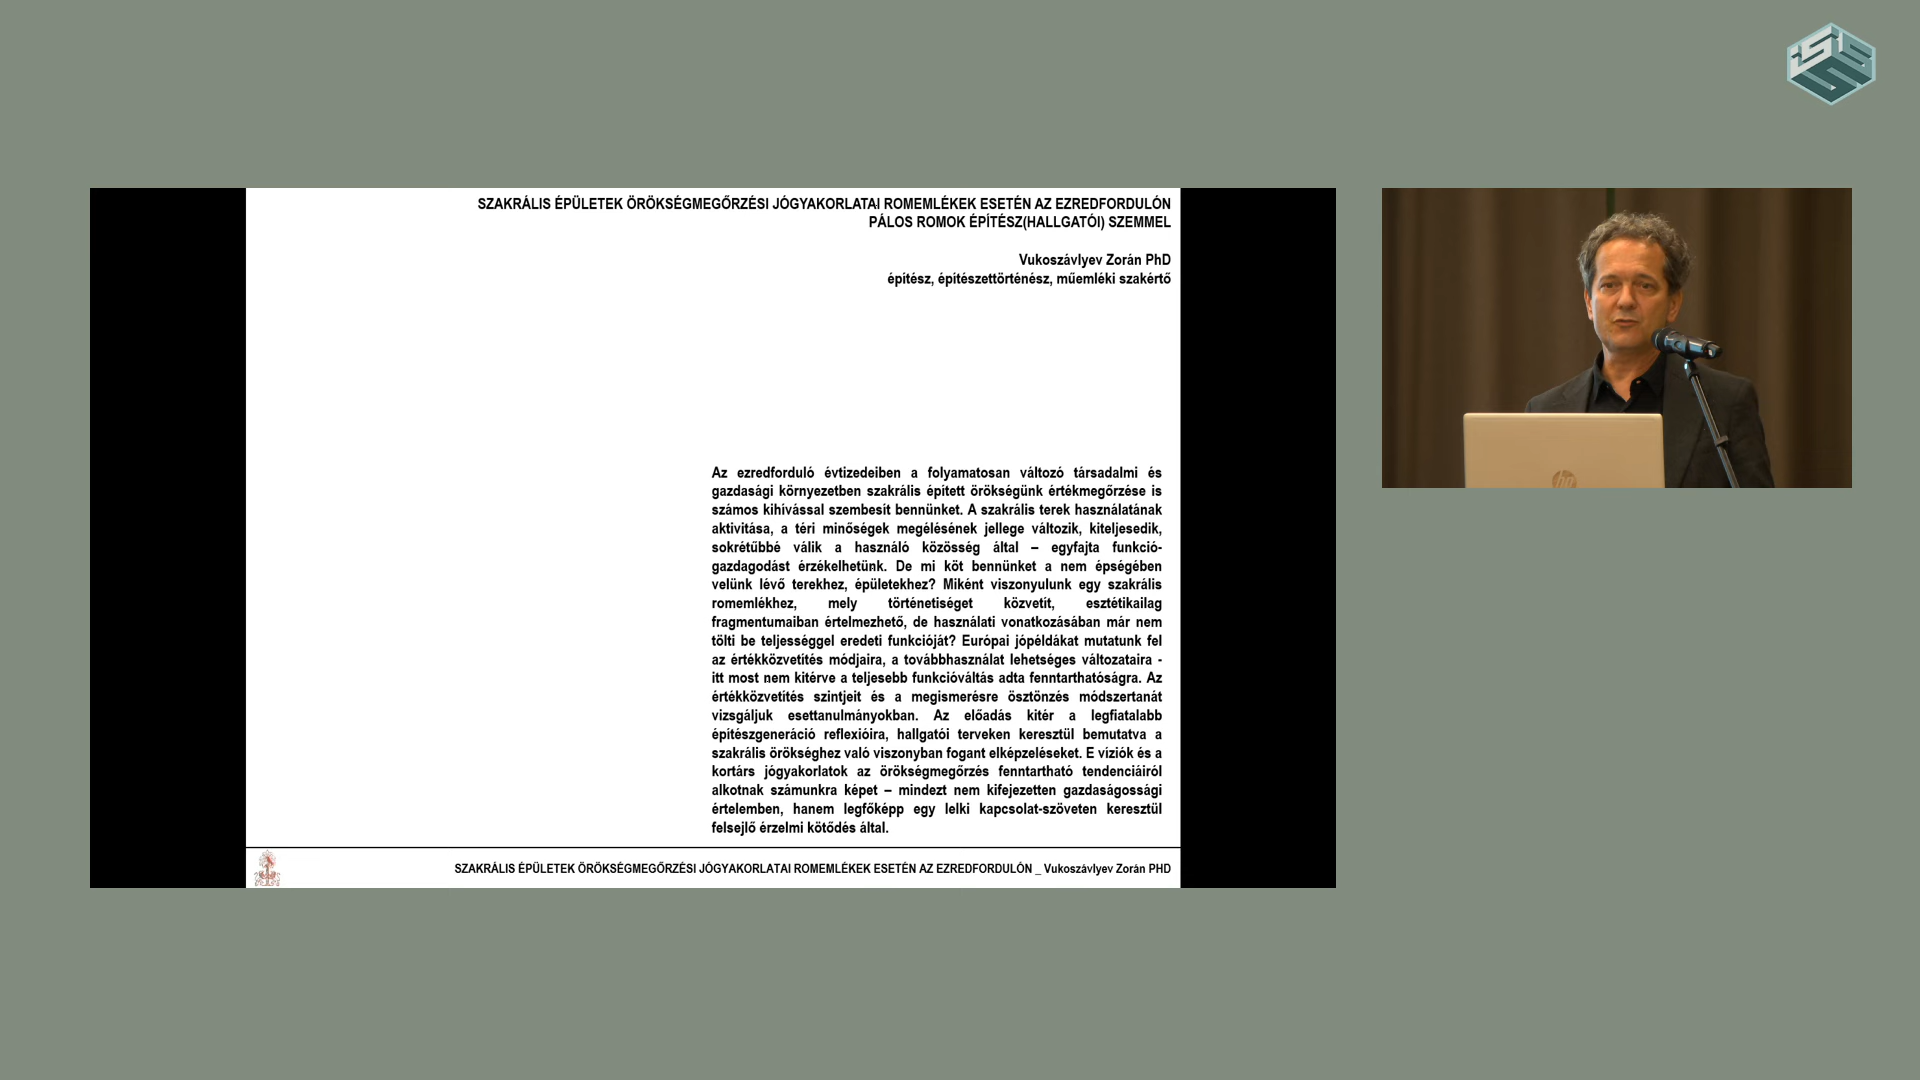 SZAKRÁLIS ÉPÜLETEK ÖRÖKSÉGMEGŐRZÉSI JÓGYAKORLATAI ROMEMLÉKEK ESETÉN AZ EZREDFORDULÓN
PÁLOS ROMOK ÉPÍTÉSZ(HALLGATÓI) SZEMMEL
Vukoszávlyev Zorán PhD
építész, építészettörténész, műemléki szakértő
Az ezredforduló évtizedeiben a folyamatosan változó társadalmi és
gazdasági környezetben szakrális épített örökségünk értékmegőrzése is
számos kihívással szembesít bennünket. A szakrális terek használatának
aktivitása, a téri minőségek megélésének jellege változik, kiteljesedik,
sokrétűbbé válik a használó közösség által – egyfajta funkció-
gazdagodást érzékelhetünk. De mi köt bennünket a nem épségében
velünk lévő terekhez, épületekhez? Miként viszonyulunk egy szakrális
romemlékhez, mely történetiséget közvetít, esztétikailag
fragmentumaiban értelmezhető, de használati vonatkozásában már nem
tölti be teljességgel eredeti funkcióját? Európai jópéldákat mutatunk fel
az értékközvetítés módjaira, a továbbhasználat lehetséges változataira -
itt most nem kitérve a teljesebb funkcióváltás adta fenntarthatóságra. Az
értékközvetítés szintjeit és a megismerésre ösztönzés módszertanát
vizsgáljuk esettanulmányokban. Az előadás kitér a legfiatalabb
építészgeneráció reflexióira, hallgatói terveken keresztül bemutatva a
szakrális örökséghez való viszonyban fogant elképzeléseket. E víziók és a
kortárs jógyakorlatok az örökségmegőrzés fenntartható tendenciáiról
alkotnak számunkra képet – mindezt nem kifejezetten gazdaságossági
értelemben, hanem legfőképp egy lelki kapcsolat-szöveten keresztül
felsejlő érzelmi kötődés által.
SZAKRÁLIS ÉPÜLETEK ÖRÖKSÉGMEGŐRZÉSI JÓGYAKORLATAI ROMEMLÉKEK ESETÉN AZ EZREDFORDULÓN _ Vukoszávlyev Zorán PHD
hp